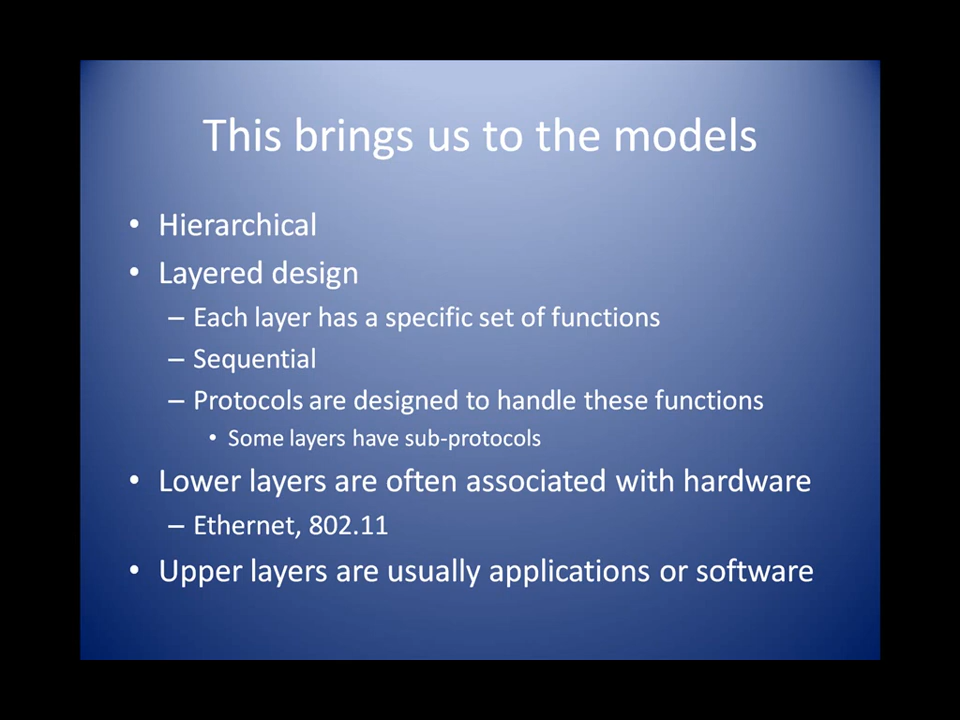 This brings us to the models
• Hierarchical
• Layered design
– Each layer has a specific set of functions
– Sequential
– Protocols are designed to handle these functions
• Some layers have sub-protocols
• Lower layers are often associated with hardware
– Ethernet, 802.11
• Upper layers are usually applications or software